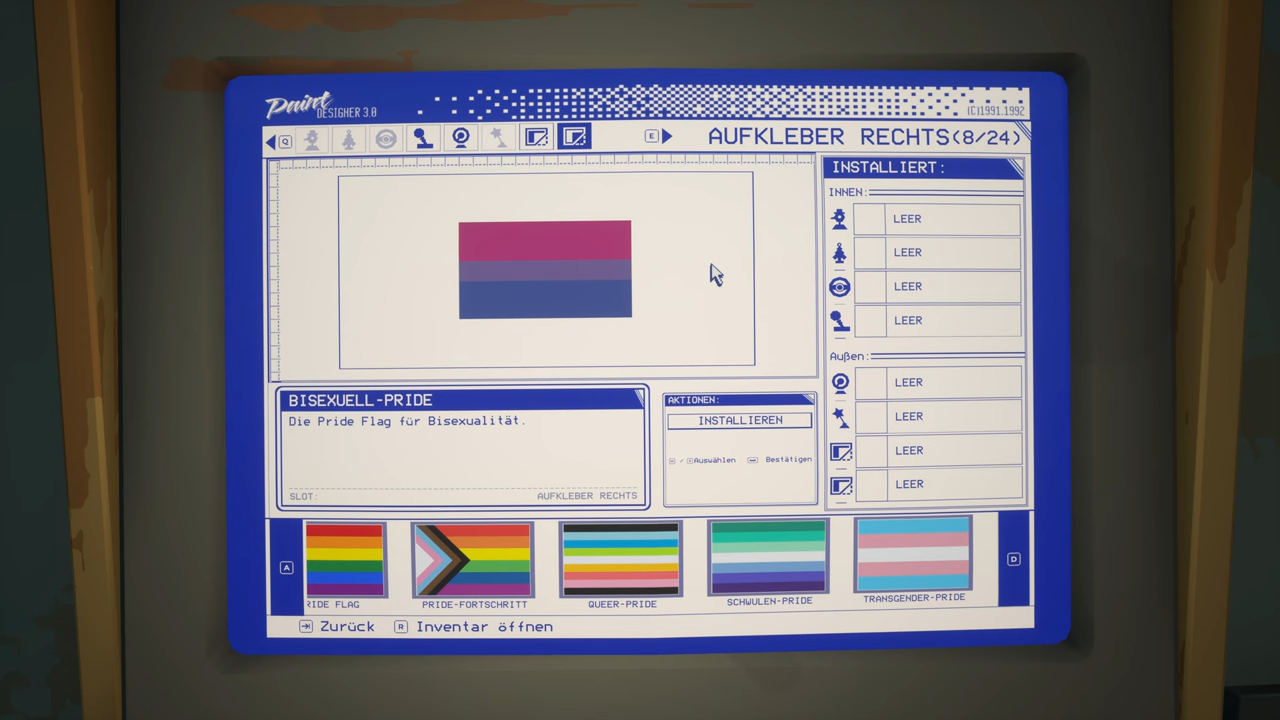 Paint
DESIGNER 3.0
(C)1991.1992
Q
E
AUFKLEBER RECHTS(8/24)
INSTALLIERT:
INNEN:
LEER
LEER
LEER
LEER
Außen:
LEER
LEER
LEER
LEER
BISEXUELL-PRIDE
Die Pride Flag für Bisexualität.
SLOT:
AUFKLEBER RECHTS
AKTIONEN:
INSTALLIEREN
Auswählen
Bestätigen
A
D
RIDE FLAG
PRIDE-FORTSCHRITT
QUEER-PRIDE
SCHWULEN-PRIDE
TRANSGENDER-PRIDE
Zurück
R Inventar öffnen